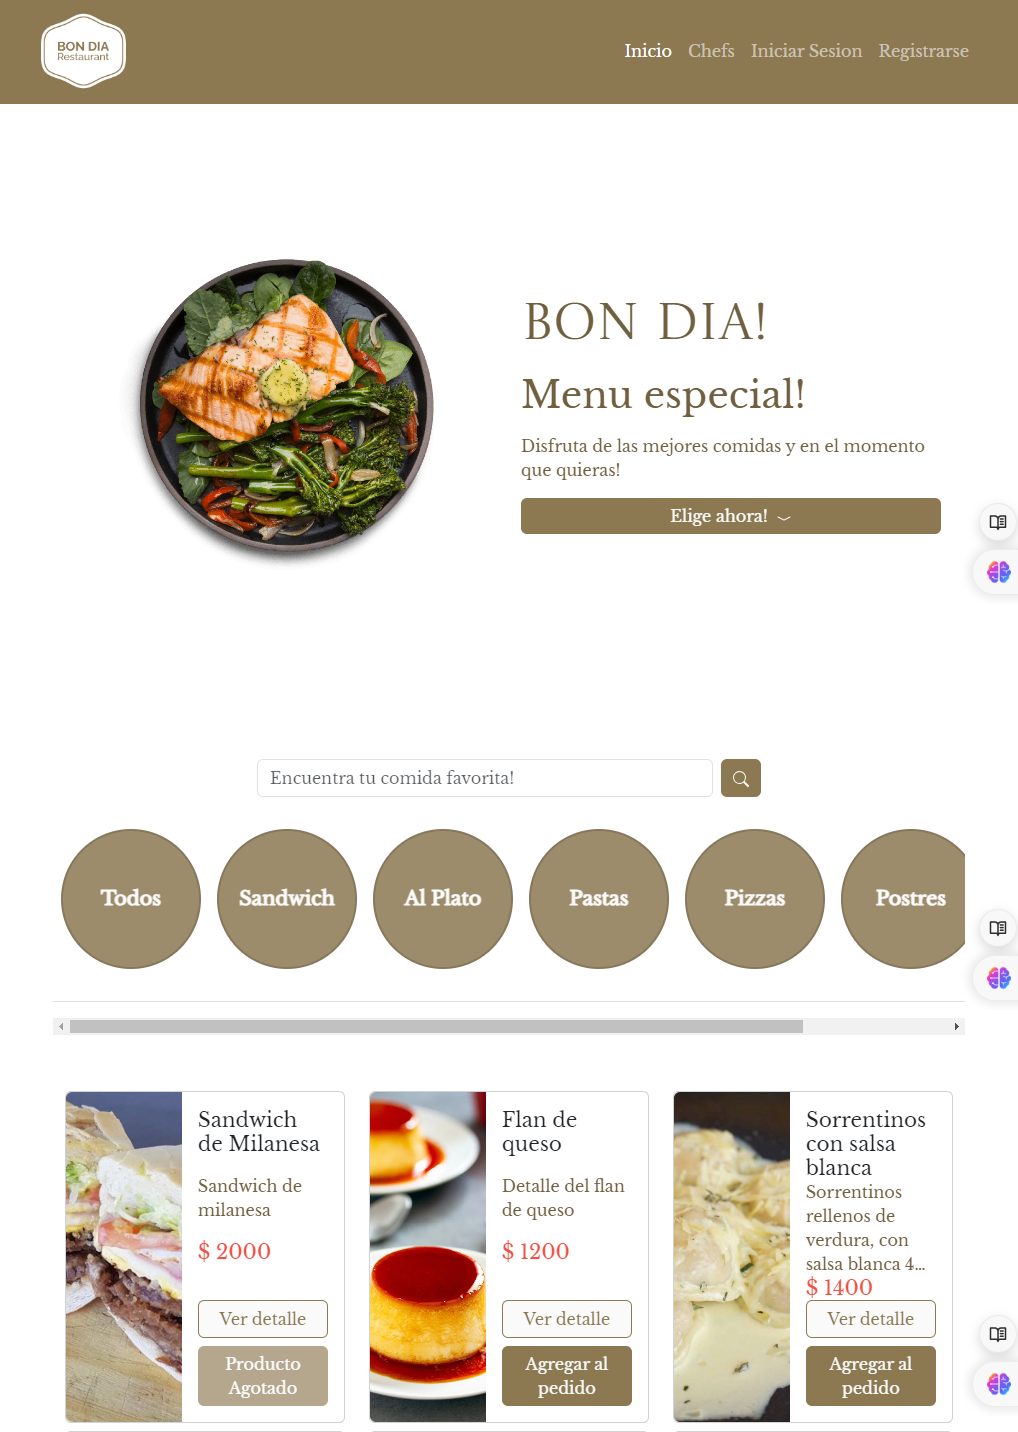 BON DIA
Restaurant
Inicio Chefs Iniciar Sesion Registrarse
BON DIA!
Menu especial!
Disfruta de las mejores comidas y en el momento
que quieras!
Elige ahora!
Encuentra tu comida favorita!
Todos Sandwich Al Plato Pastas Pizzas Postres
Sandwich
de Milanesa
Sandwich de
milanesa
$ 2000
Ver detalle
Producto
Agotado
Flan de
queso
Detalle del flan
de queso
$ 1200
Ver detalle
Agregar al
pedido
Sorrentinos
con salsa
blanca
Sorrentinos
rellenos de
verdura, con
salsa blanca 4...
$ 1400
Ver detalle
Agregar al
pedido